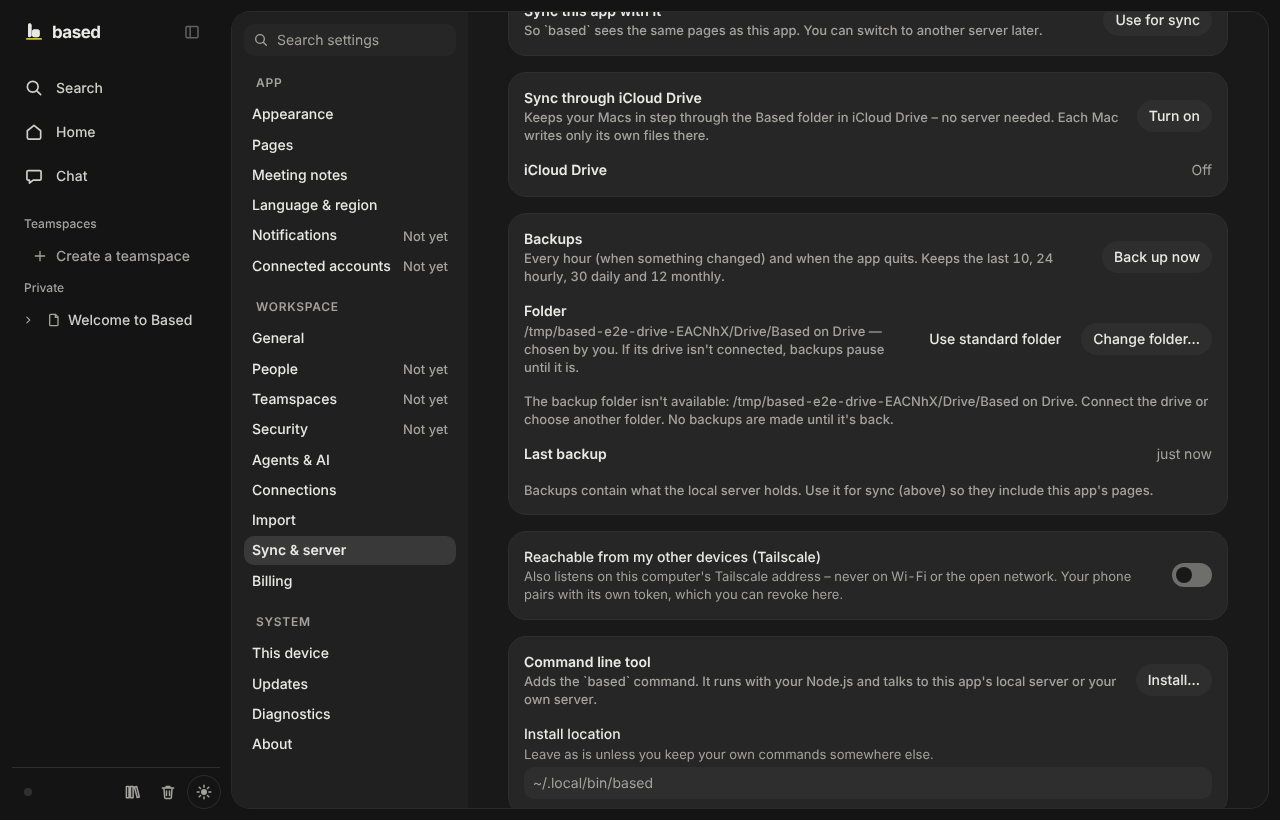 based
Search
Home
Chat
Teamspaces
Create a teamspace
Private
Welcome to Based
Search settings
APP
Appearance
Pages
Meeting notes
Language & region
Notifications Not yet
Connected accounts Not yet
WORKSPACE
General
People Not yet
Teamspaces Not yet
Security Not yet
Agents & AI
Connections
Import
Sync & server
Billing
SYSTEM
This device
Updates
Diagnostics
About
Sync this app with it
So `based` sees the same pages as this app. You can switch to another server later.
Use for sync
Sync through iCloud Drive
Keeps your Macs in step through the Based folder in iCloud Drive – no server needed. Each Mac
writes only its own files there.
Turn on
iCloud Drive Off
Backups
Every hour (when something changed) and when the app quits. Keeps the last 10, 24
hourly, 30 daily and 12 monthly.
Back up now
Folder
/tmp/based-e2e-drive-EACNhX/Drive/Based on Drive —
chosen by you. If its drive isn't connected, backups pause
until it is.
Use standard folder Change folder...
The backup folder isn't available: /tmp/based-e2e-drive-EACNhX/Drive/Based on Drive. Connect the drive or
choose another folder. No backups are made until it's back.
Last backup just now
Backups contain what the local server holds. Use it for sync (above) so they include this app's pages.
Reachable from my other devices (Tailscale)
Also listens on this computer's Tailscale address – never on Wi-Fi or the open network. Your phone
pairs with its own token, which you can revoke here.
Command line tool
Adds the `based` command. It runs with your Node.js and talks to this app's local server or your
own server.
Install...
Install location
Leave as is unless you keep your own commands somewhere else.
~/.local/bin/based